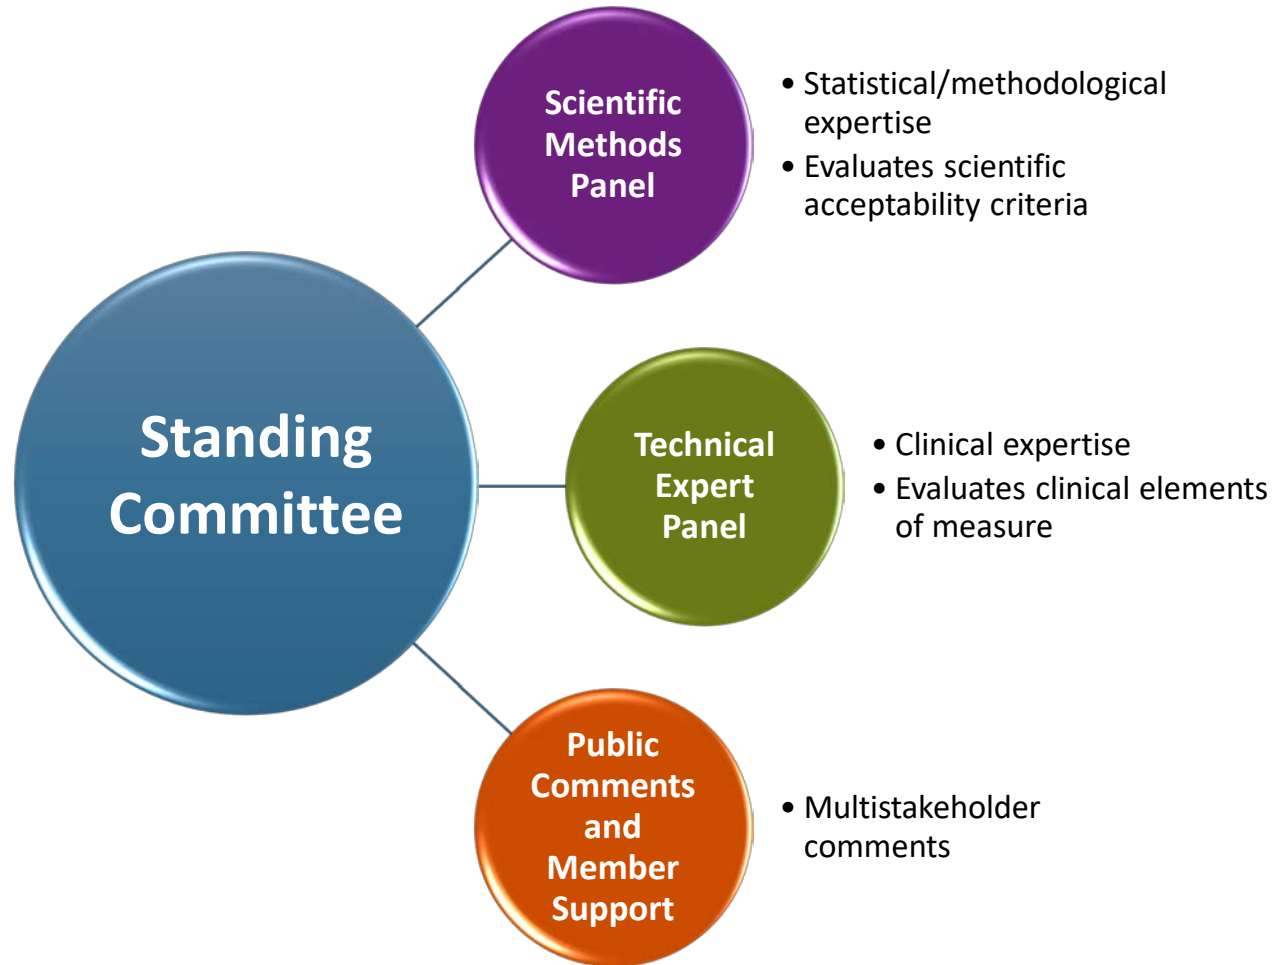 Scientific
Methods
Panel
• Statistical/methodological
expertise
• Evaluates scientific
acceptability criteria
Standing
Committee
Technical
Expert
Panel
• Clinical expertise
• Evaluates clinical elements
of measure
Public
Comments
and
Member
Support
• Multistakeholder
comments